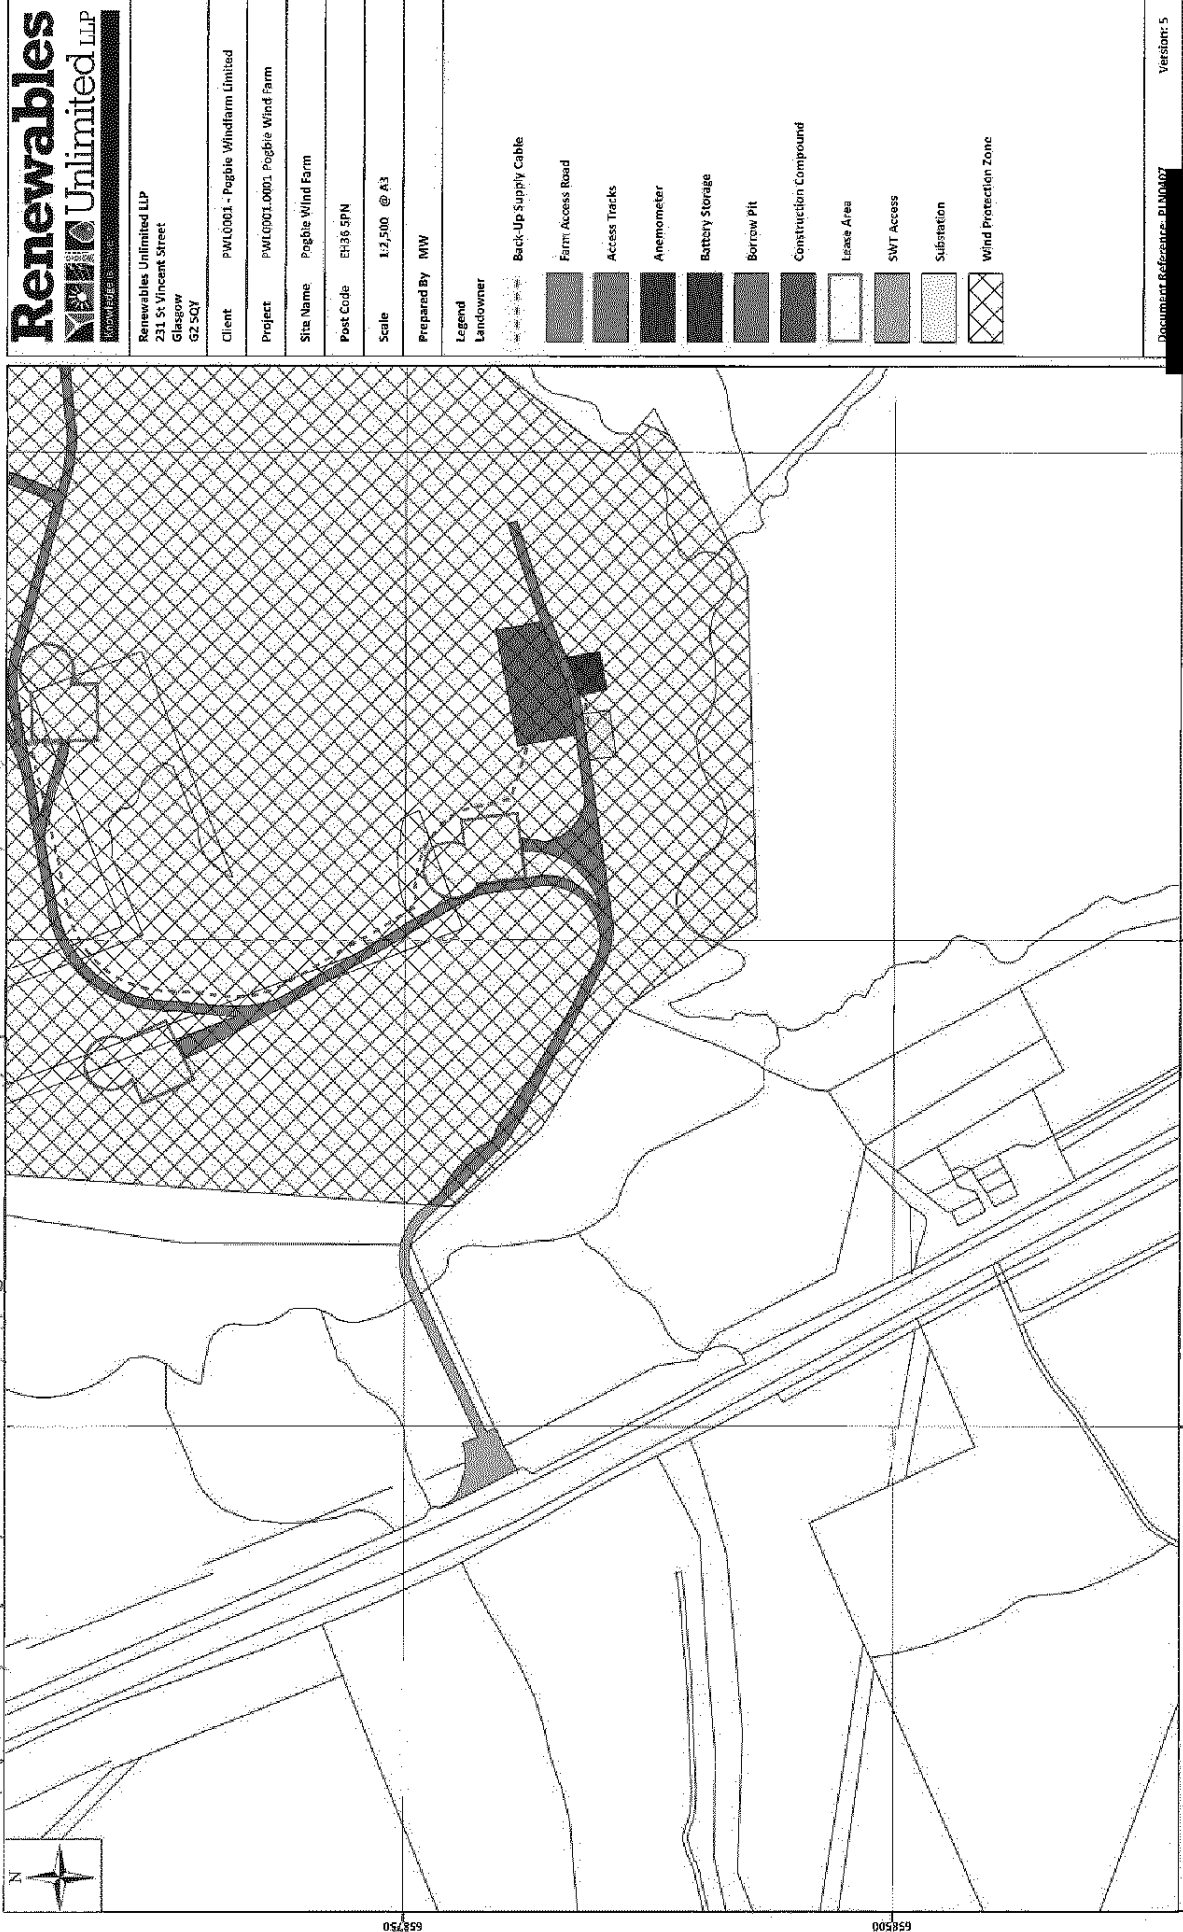 Renewables
Unlimited LLP
Renewables Unlimited LLP
231 St Vincent Street
Glasgow
G2 5QY
Client PWL0001 - Pogbie Windfarm Limited
Project PWL0001.0001 Pogbie Wind Farm
Site Name Pogbie Wind Farm
Post Code EH36 5PN
Scale 1:2,500 @ A3
Prepared By MW
Legend
Landowner
Back-Up Supply Cable
Farm Access Road
Access Tracks
Anemometer
Battery Storage
Borrow Pit
Construction Compound
Lease Area
SWT Access
Substation
Wind Protection Zone
Document Reference: PLN0407
Version: 5
N
658750
658500